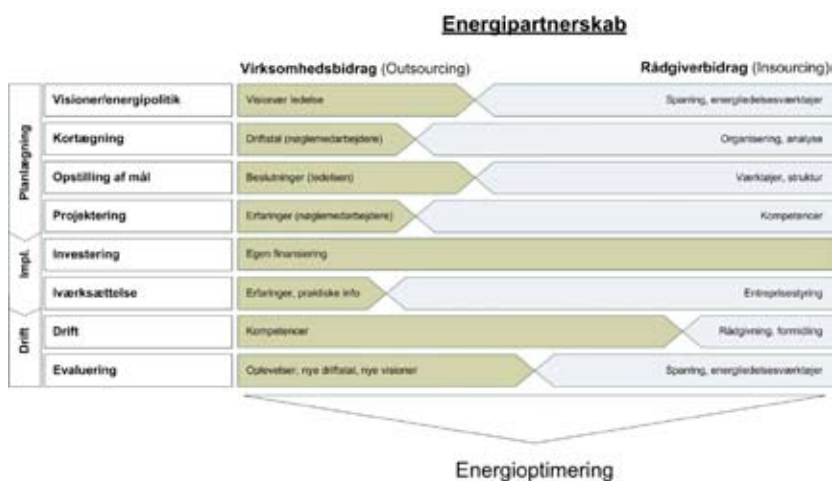 Energipartnerskab
Virksomhedsbidrag (Outsourcing) Rådgiverbidrag (Insourcing)
Planlægning
Visioner/energipolitik Visionær ledelse Sparring, energiledelsesværktøjer
Kortægning Driftstal (nøglemedarbejdere) Organisering, analyse
Opstilling af mål Beslutninger (ledelsen) Værktøjer, struktur
Projektering Erfaringer (nøglemedarbejdere) Kompetencer
Impl.
Investering Egen finansiering
Iværksættelse Erfaringer, praktiske info Entreprisestyring
Drift
Drift Kompetencer Rådgivning, formidling
Evaluering Oplevelser, nye driftstal, nye visioner Sparring, energiledelsesværktøjer
Energioptimering